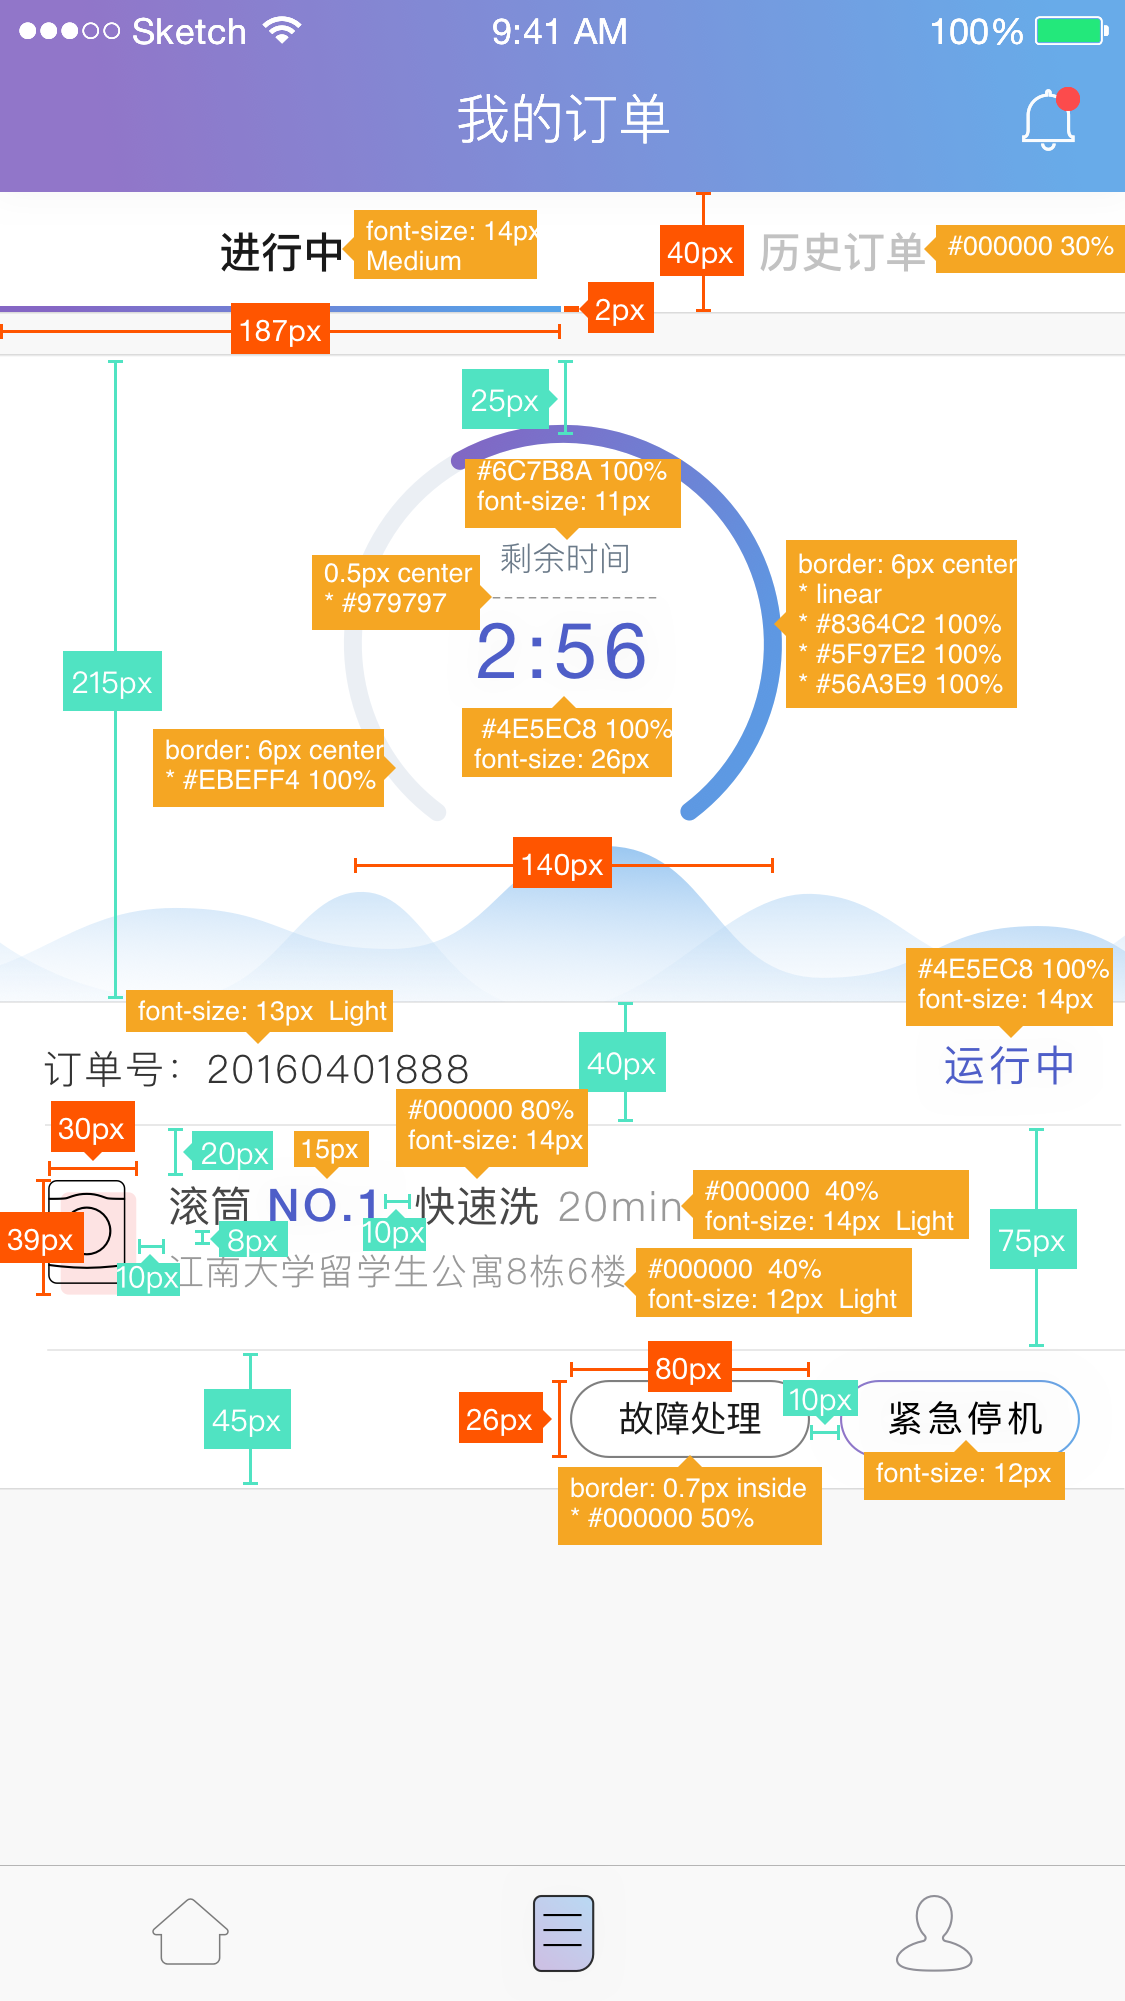 Sketch 9:41 AM 100%
我的订单
进行中
font-size: 14px
Medium
40px
历史订单
#000000 30%
2px
187px
25px
#6C7B8A 100%
font-size: 11px
剩余时间
0.5px center
* #979797
2:56
border: 6px center
* linear
* #8364C2 100%
* #5F97E2 100%
* #56A3E9 100%
215px
#4E5EC8 100%
font-size: 26px
border: 6px center
* #EBEFF4 100%
140px
#4E5EC8 100%
font-size: 14px
font-size: 13px Light
订单号： 20160401888
40px
运行中
#000000 80%
font-size: 14px
30px
20px
15px
滚筒 NO.1
快速洗 20min
#000000 40%
font-size: 14px Light
39px
8px
10px
75px
10px
江南大学留学生公寓8栋6楼
#000000 40%
font-size: 12px Light
80px
45px
26px
故障处理
10px
紧急停机
font-size: 12px
border: 0.7px inside
* #000000 50%